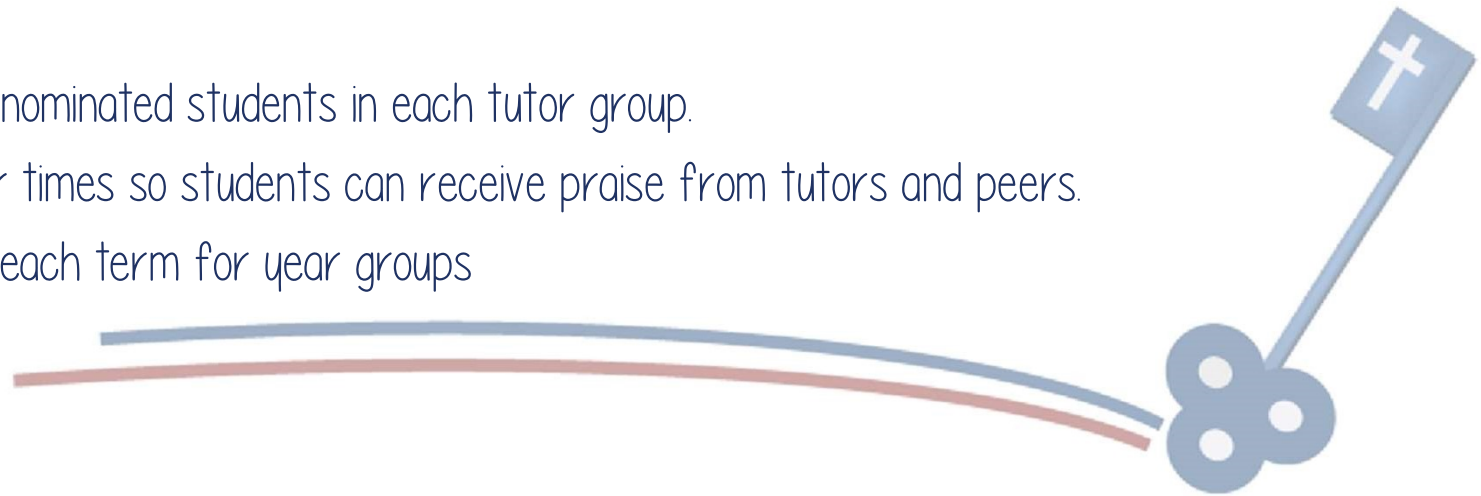 nominated students in each tutor group.
times so students can receive praise from tutors and peers.
each term for year groups